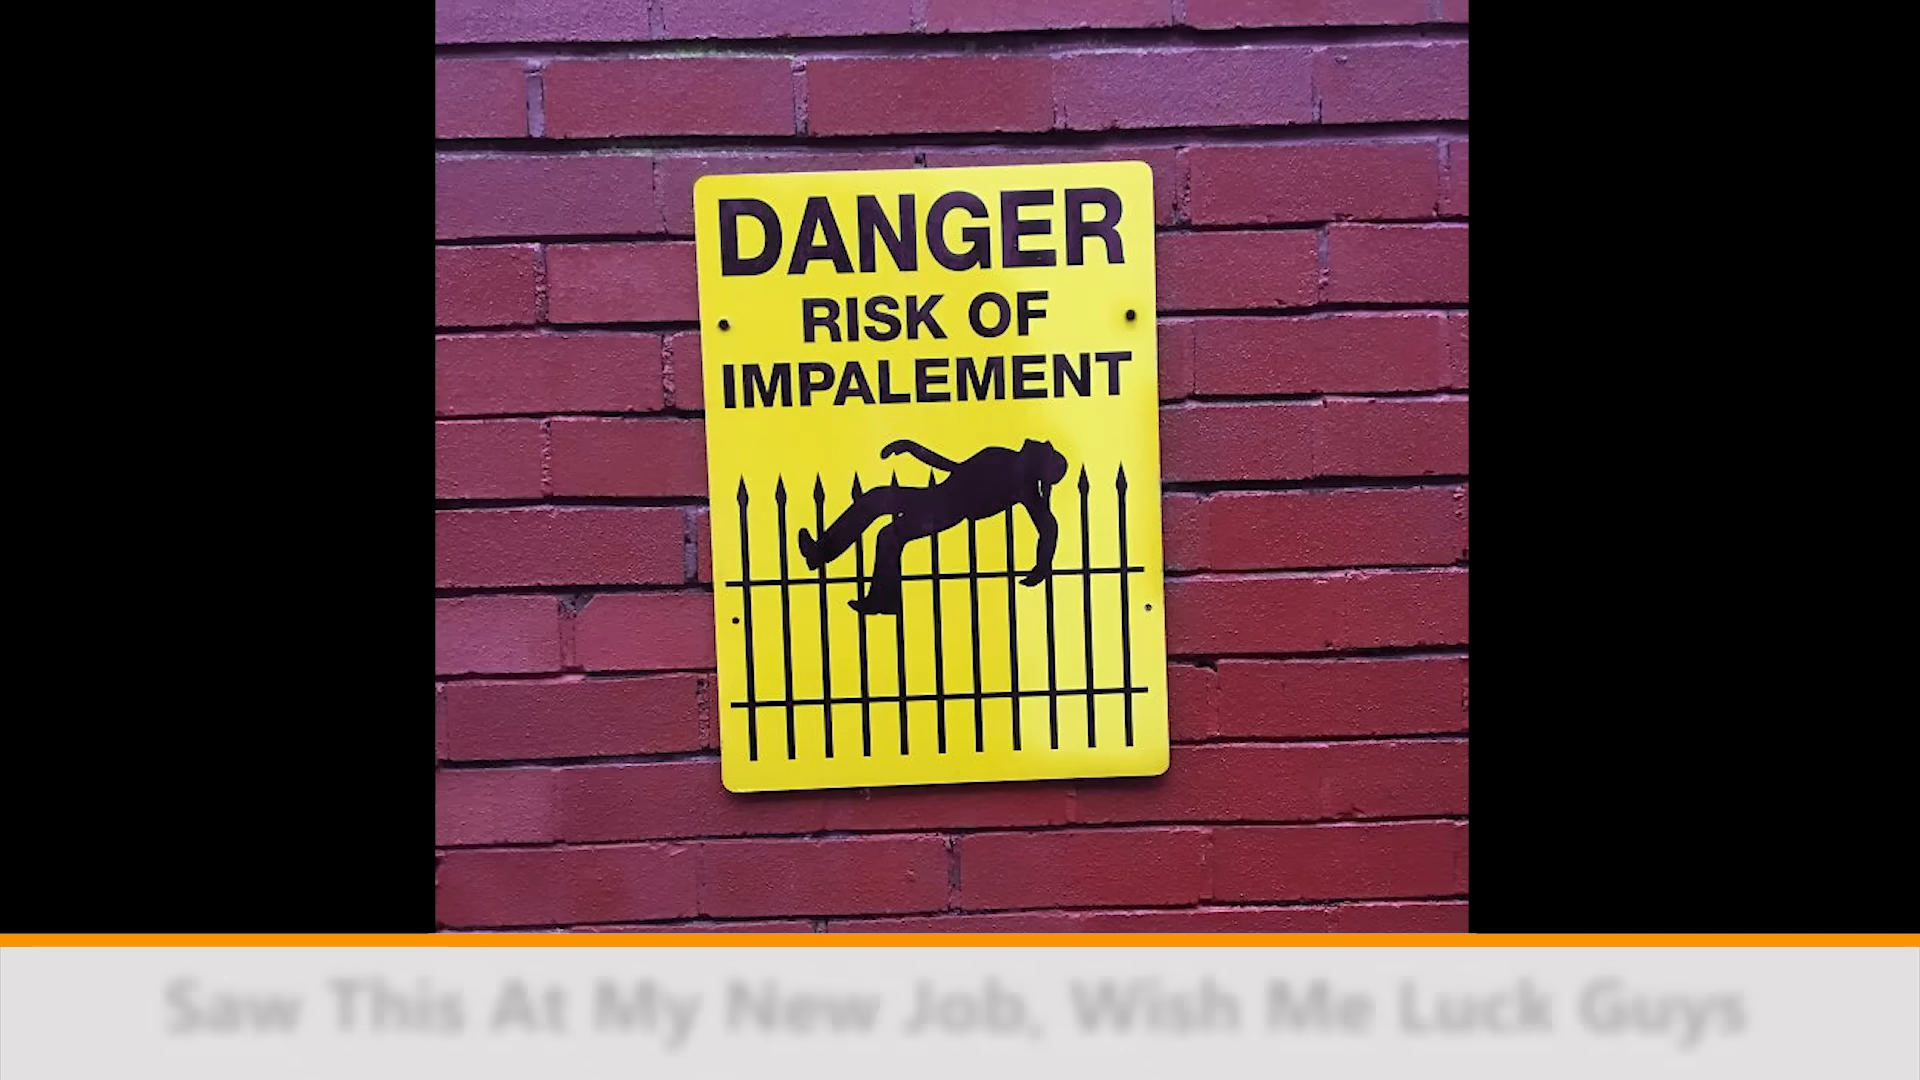 DANGER
RISK OF
IMPALEMENT
Saw This At My New Job, Wish Me Luck Guys